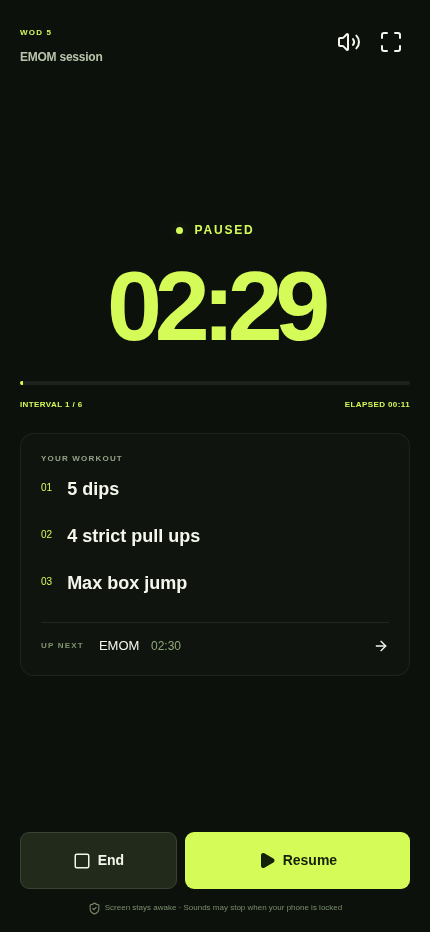 WOD 5
EMOM session
PAUSED
02:29
INTERVAL 1 / 6
ELAPSED 00:11
YOUR WORKOUT
01 5 dips
02 4 strict pull ups
03 Max box jump
UP NEXT EMOM 02:30
End
Resume
Screen stays awake · Sounds may stop when your phone is locked